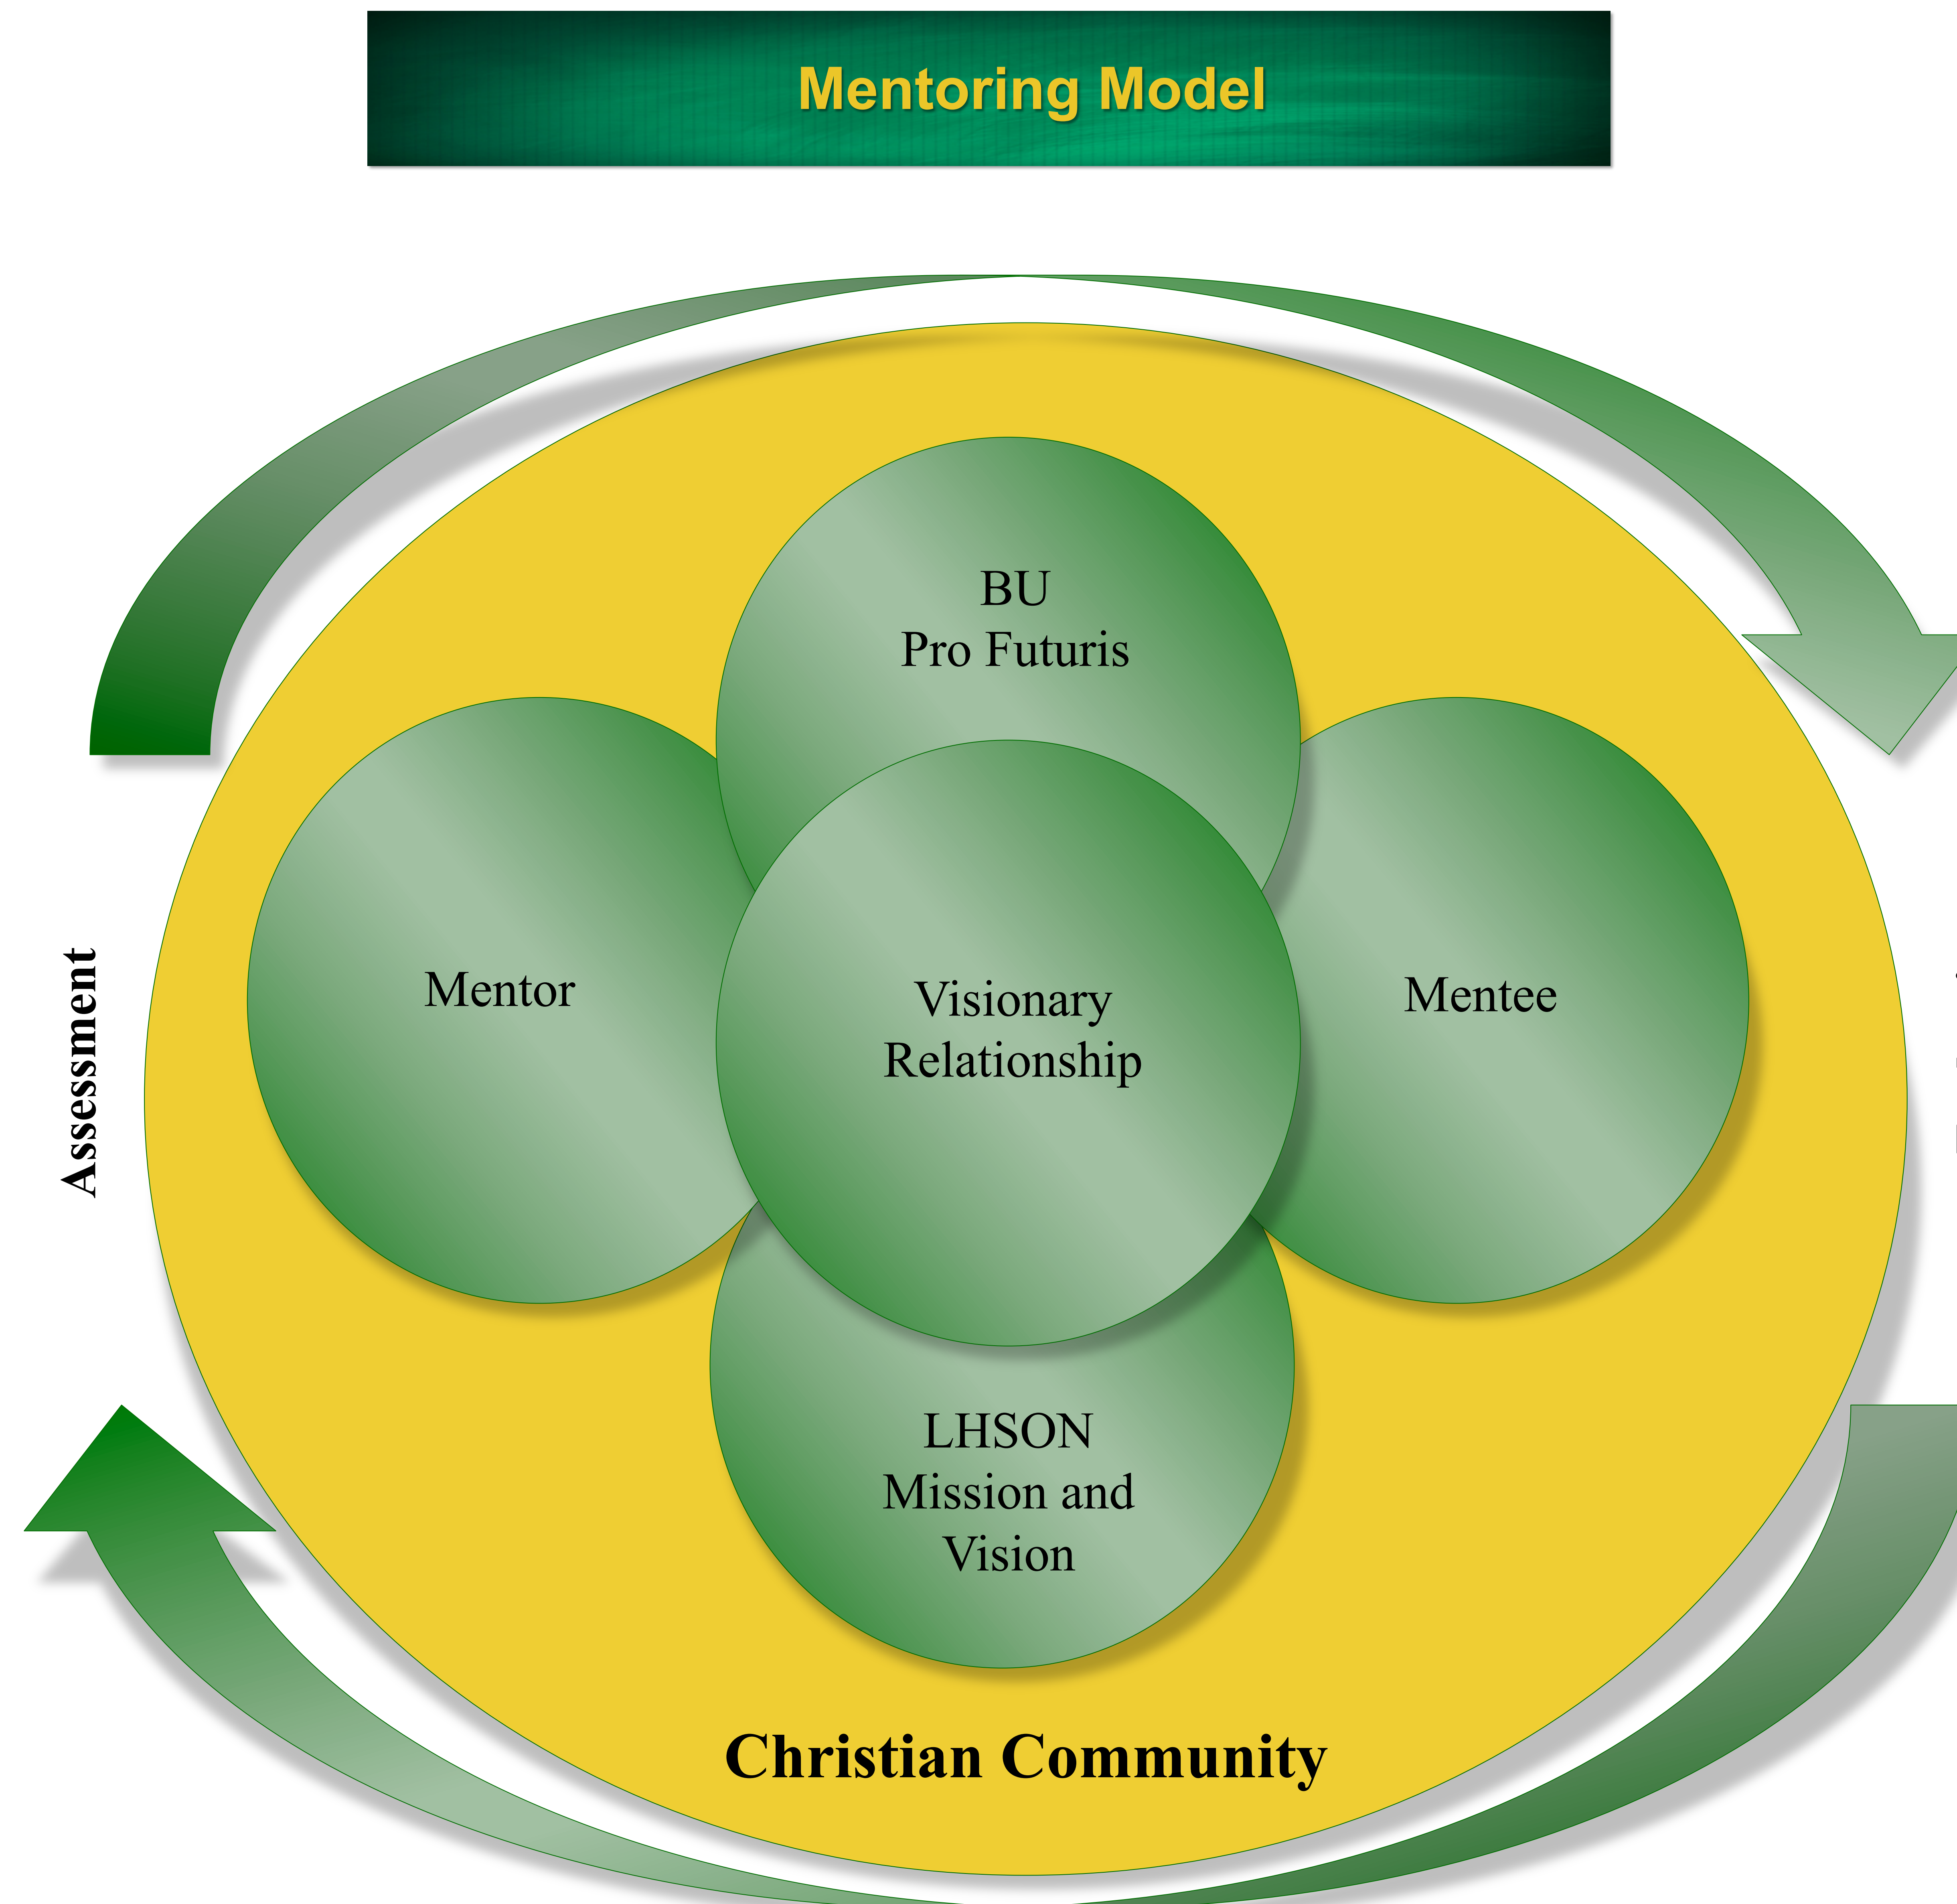 Mentoring Model
BU
Pro Futuris
Assessment
Mentor
Visionary
Relationship
Mentee
LHSON
Mission and
Vision
Christian Community